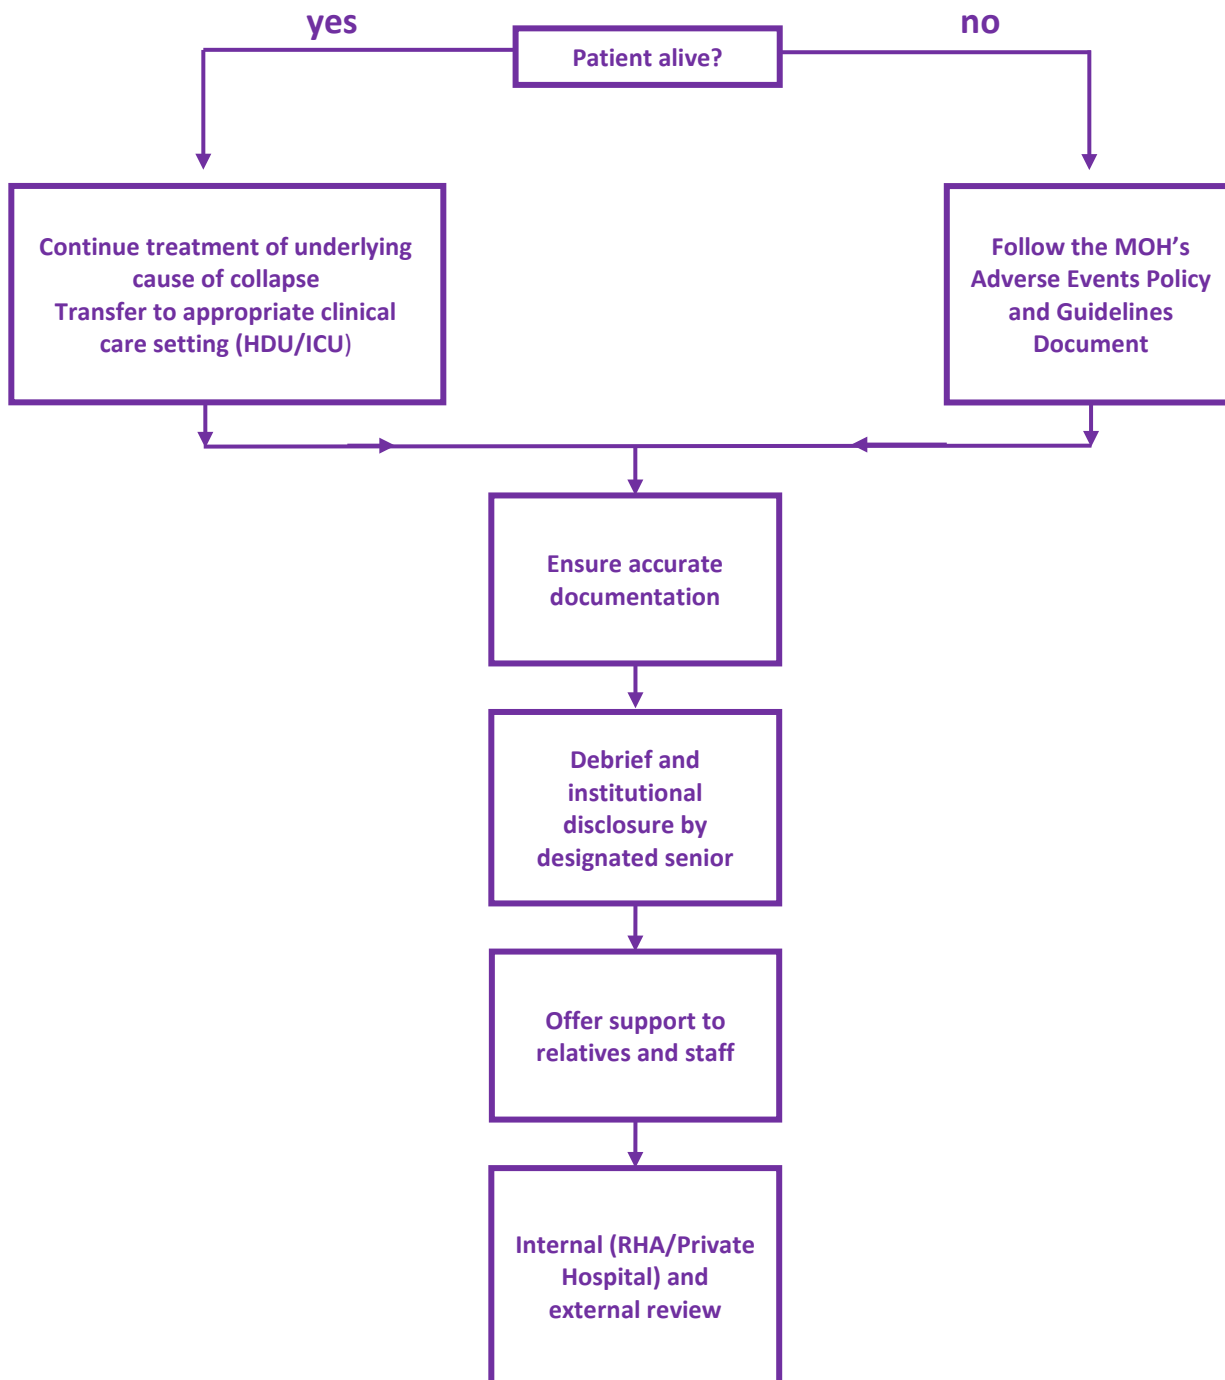 yes
no
Patient alive?
Continue treatment of underlying
cause of collapse
Transfer to appropriate clinical
care setting (HDU/ICU)
Follow the MOH’s
Adverse Events Policy
and Guidelines
Document
Ensure accurate
documentation
Debrief and
institutional
disclosure by
designated senior
Offer support to
relatives and staff
Internal (RHA/Private
Hospital) and
external review